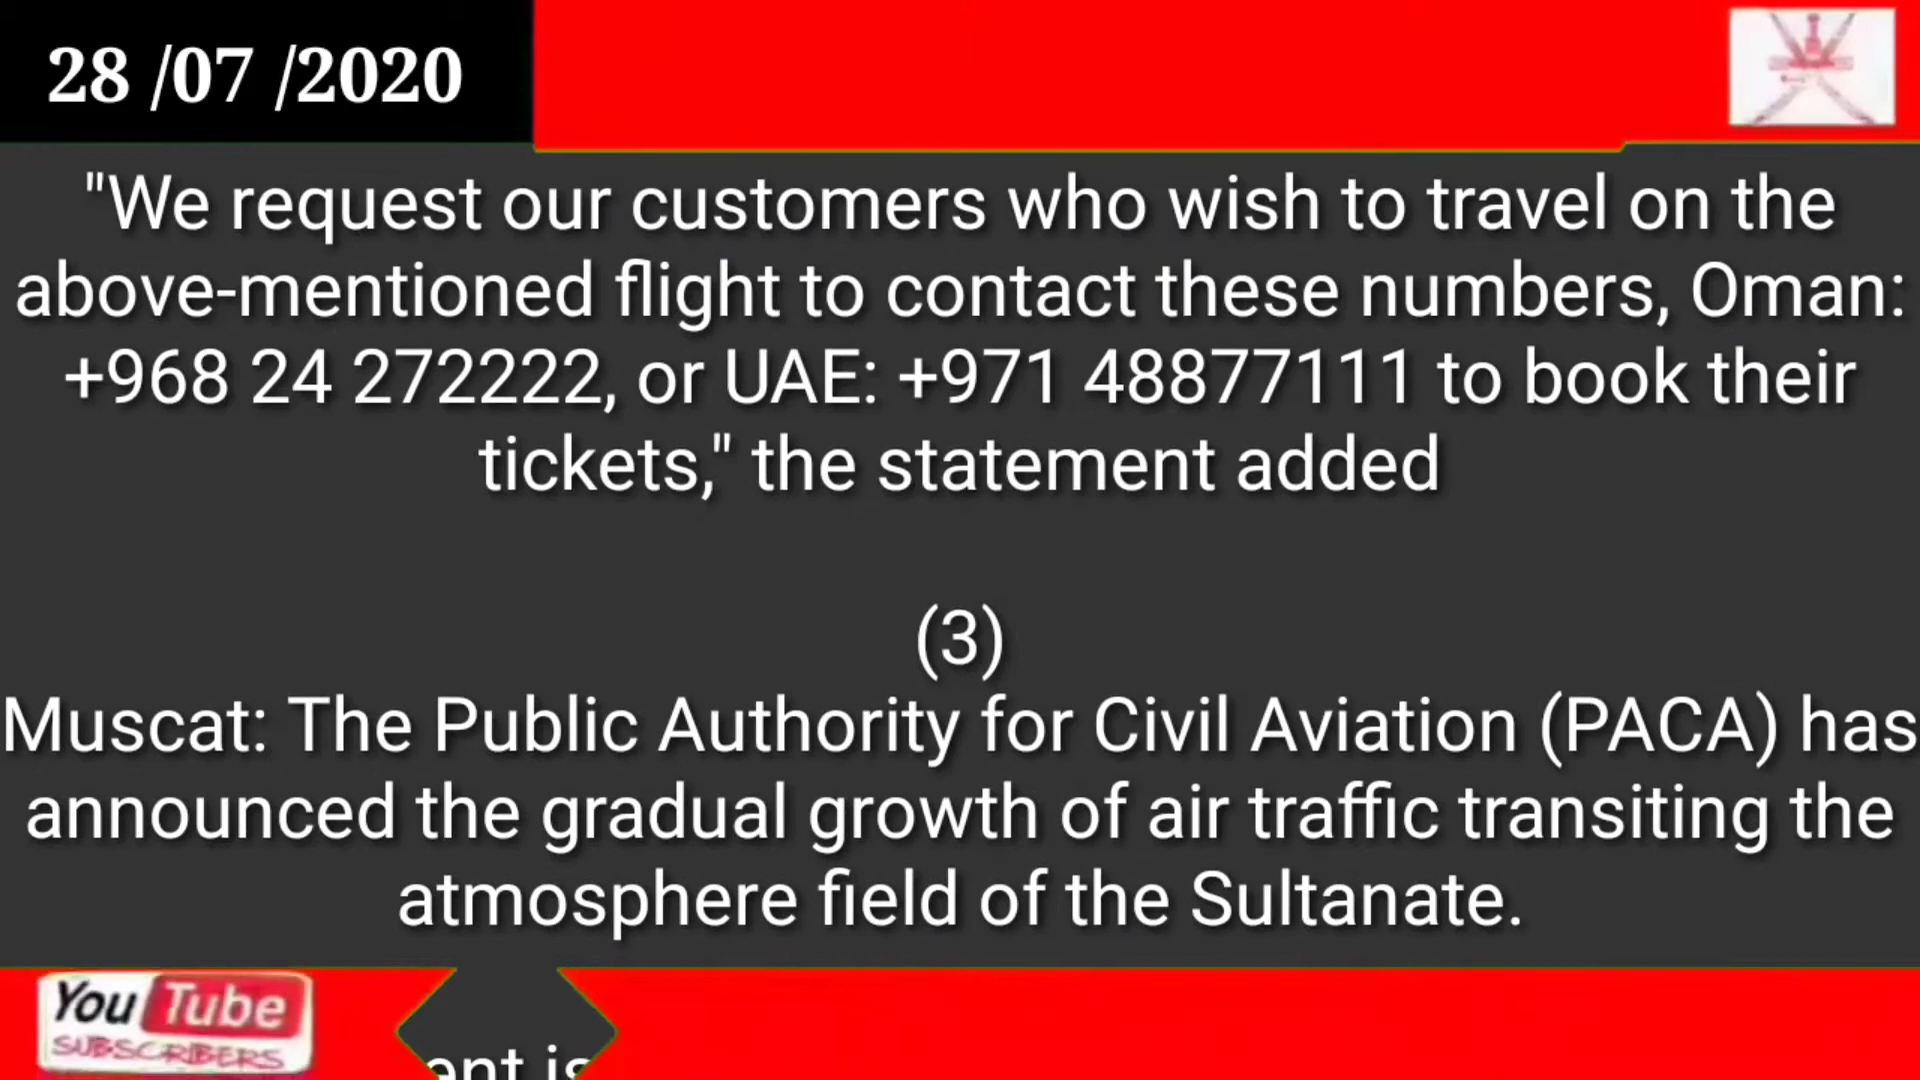 28 /07 /2020
"We request our customers who wish to travel on the
above-mentioned flight to contact these numbers, Oman:
+968 24 272222, or UAE: +971 48877111 to book their
tickets," the statement added
(3)
Muscat: The Public Authority for Civil Aviation (PACA) has
announced the gradual growth of air traffic transiting the
atmosphere field of the Sultanate.
You Tube
SUBSCRIBERS
is